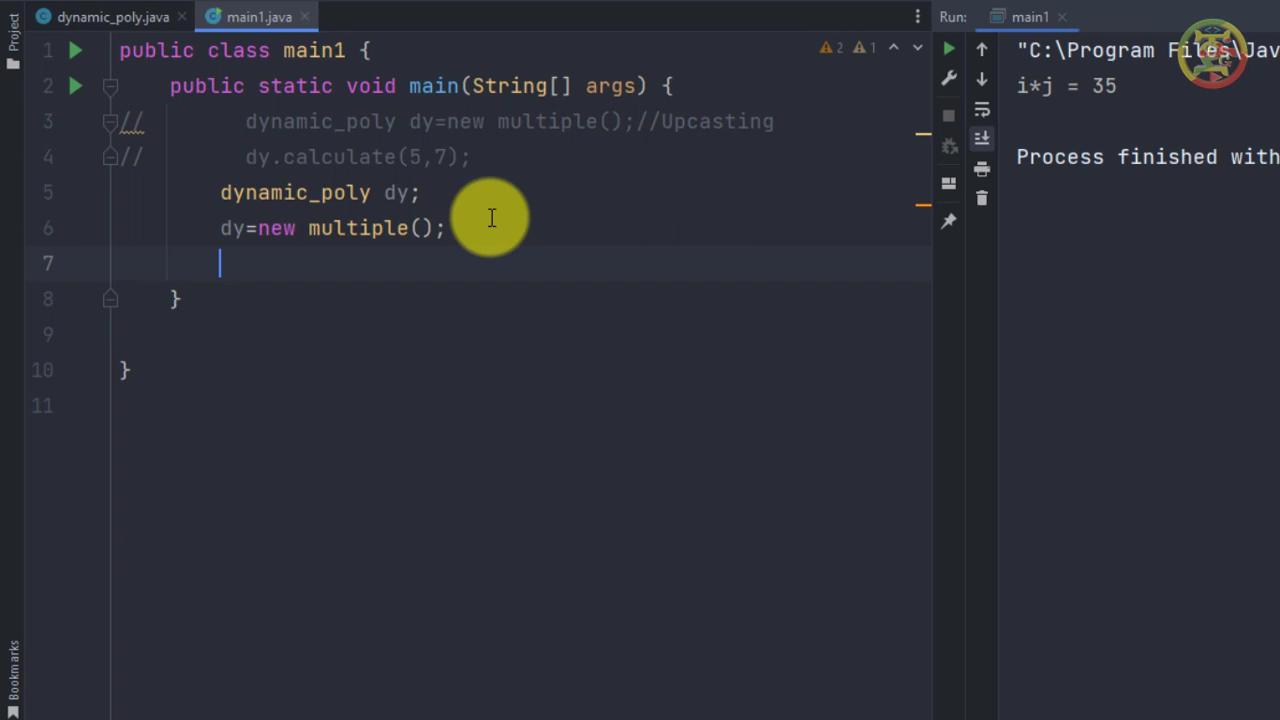 Project
dynamic_poly.java
main1.java
Run:
main1
1 public class main1 {
2 public static void main(String[] args) {
3 // dynamic_poly dy=new multiple();//Upcasting
4 // dy.calculate(5,7);
5 dynamic_poly dy;
6 dy=new multiple();
7
8 }
9
10 }
11
2 1
"C:\Program Files\Jav
i*j = 35
Process finished with
Bookmarks